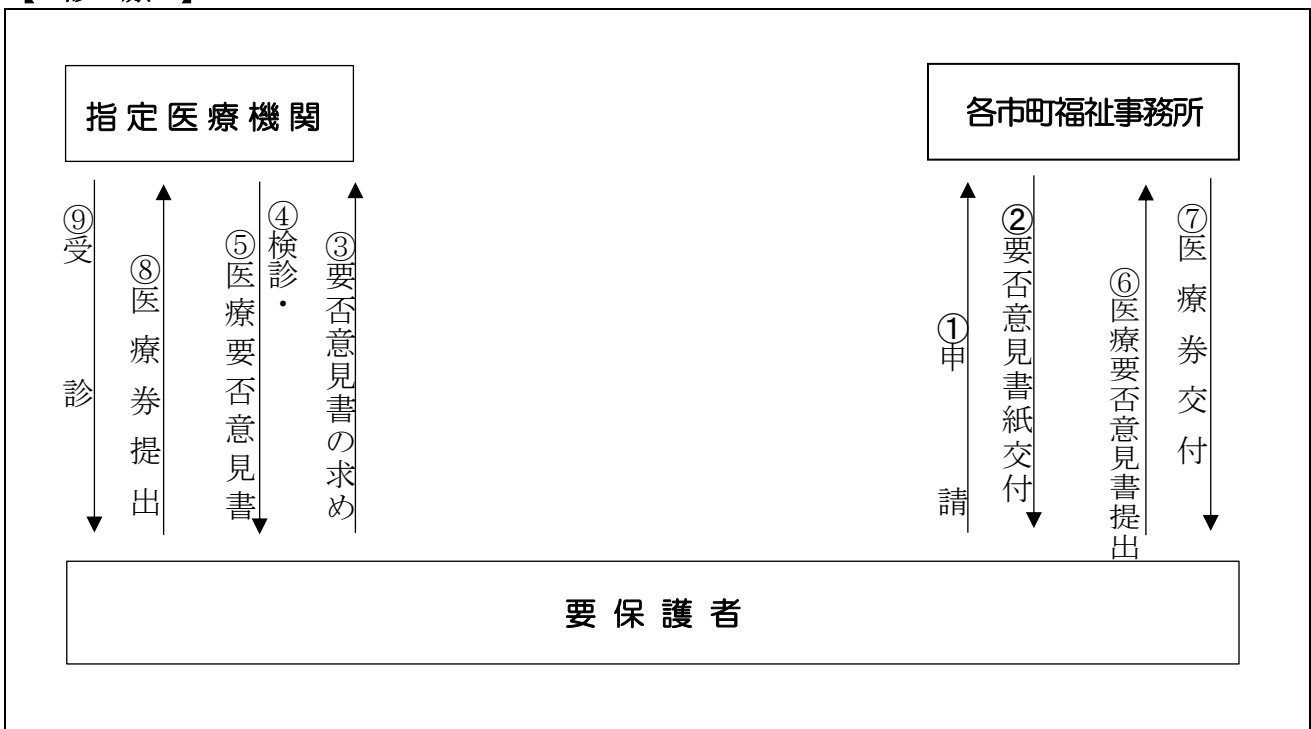 指定医療機関
各市町福祉事務所
①申請
②要否意見書紙交付
③要否意見書の求め
④検診・
⑤医療要否意見書
⑥医療要否意見書提出
⑦医療券交付
⑧医療券提出
⑨受診
要保護者